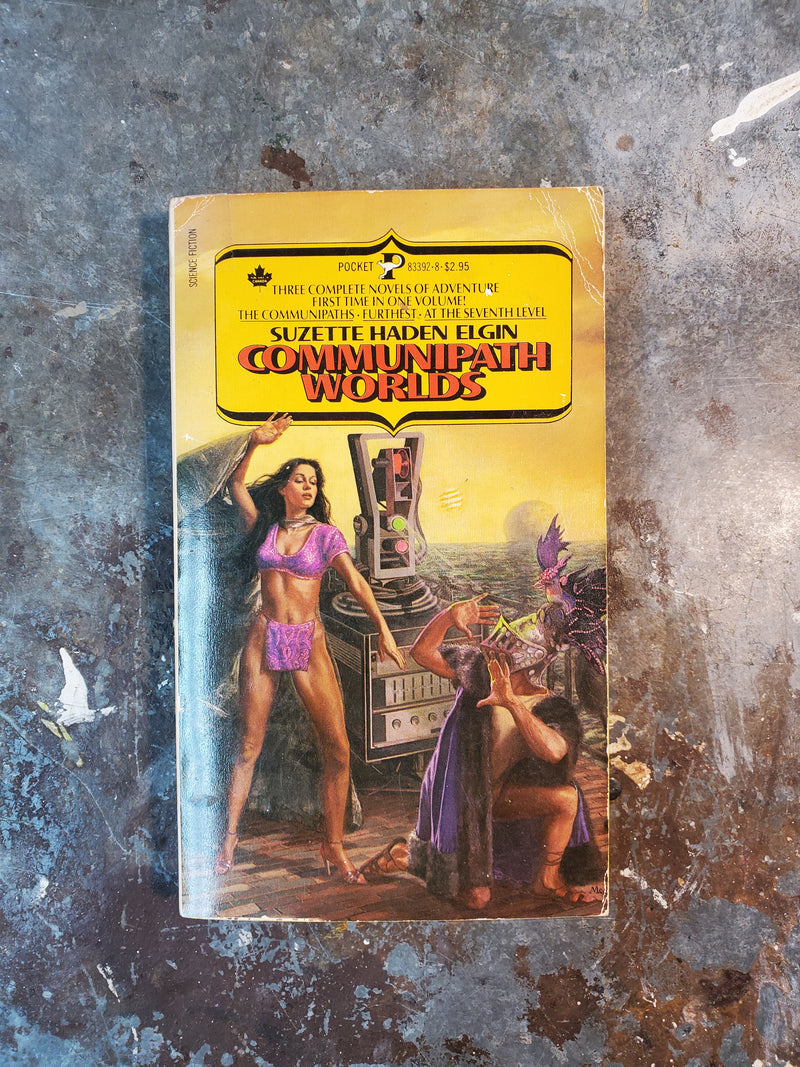 SCIENCE FICTION
POCKET 83392-8·$2.95
CANADA
THREE COMPLETE NOVELS OF ADVENTURE
FIRST TIME IN ONE VOLUME!
THE COMMUNIPATHS · FURTHEST · AT THE SEVENTH LEVEL
SUZETTE HADEN ELGIN
COMMUNIPATH
WORLDS